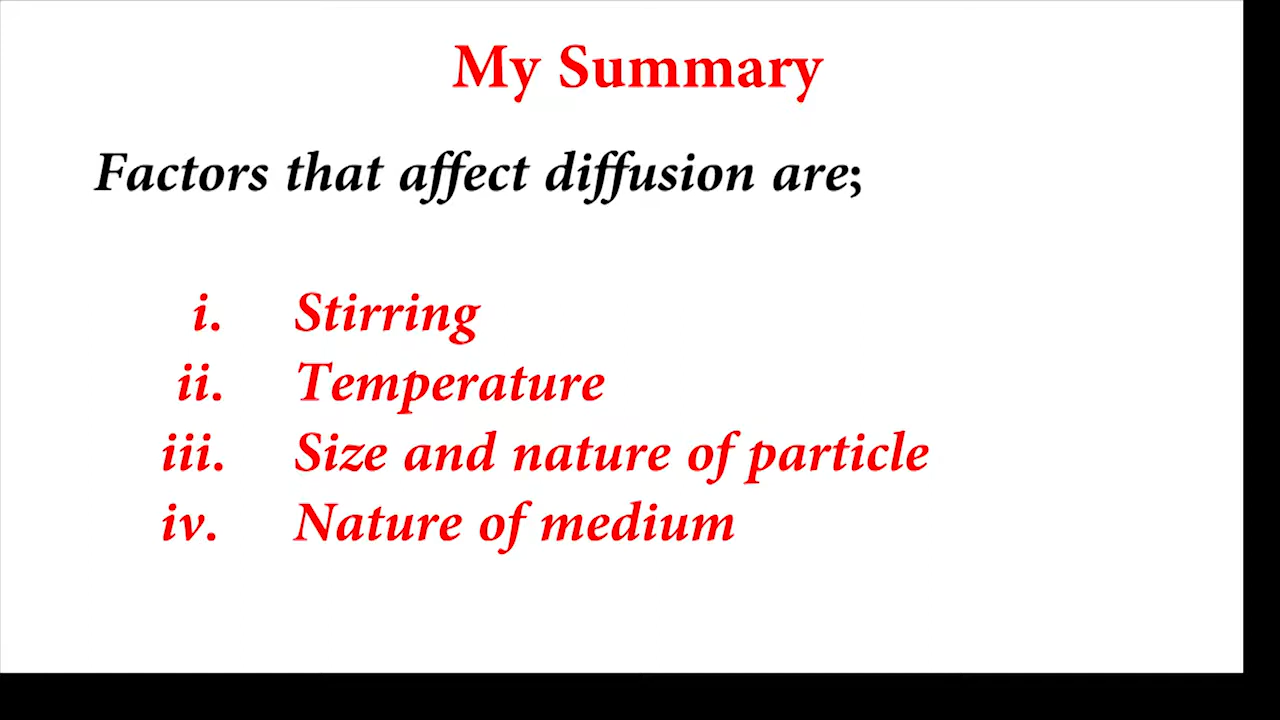 My Summary
Factors that affect diffusion are;
i. Stirring
ii. Temperature
iii. Size and nature of particle
iv. Nature of medium